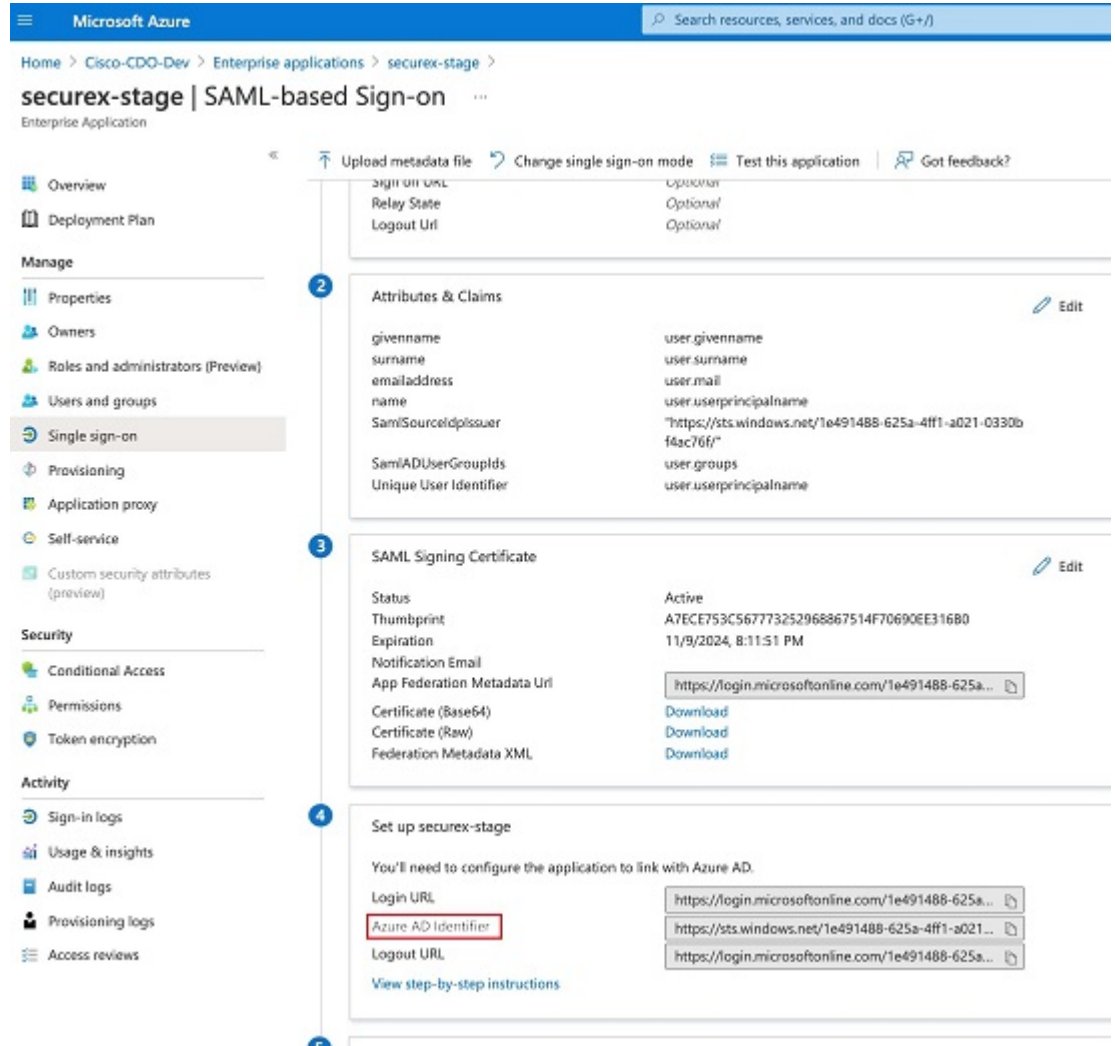 Microsoft Azure
Search resources, services, and docs (G+/)
Home > Cisco-CDO-Dev > Enterprise applications > securex-stage >
securex-stage | SAML-based Sign-on ...
Enterprise Application
«
Upload metadata file Change single sign-on mode Test this application Got feedback?
Overview
Deployment Plan
Manage
Properties
Owners
Roles and administrators (Preview)
Users and groups
Single sign-on
Provisioning
Application proxy
Self-service
Custom security attributes
(preview)
Security
Conditional Access
Permissions
Token encryption
Activity
Sign-in logs
Usage & insights
Audit logs
Provisioning logs
Access reviews
Sign on URL Optional
Relay State Optional
Logout Url Optional
2
Attributes & Claims
Edit
givenname user.givenname
surname user.surname
emailaddress user.mail
name user.userprincipalname
SamlSourceIdpIssuer "https://sts.windows.net/1e491488-625a-4ff1-a021-0330b
f4ac76f/"
SamlADUserGroupIds user.groups
Unique User Identifier user.userprincipalname
3
SAML Signing Certificate
Edit
Status Active
Thumbprint A7ECE753C567773252968867514F70690EE316B0
Expiration 11/9/2024, 8:11:51 PM
Notification Email
App Federation Metadata Url https://login.microsoftonline.com/1e491488-625a...
Certificate (Base64) Download
Certificate (Raw) Download
Federation Metadata XML Download
4
Set up securex-stage
You'll need to configure the application to link with Azure AD.
Login URL https://login.microsoftonline.com/1e491488-625a...
Azure AD Identifier https://sts.windows.net/1e491488-625a-4ff1-a021...
Logout URL https://login.microsoftonline.com/1e491488-625a...
View step-by-step instructions
5